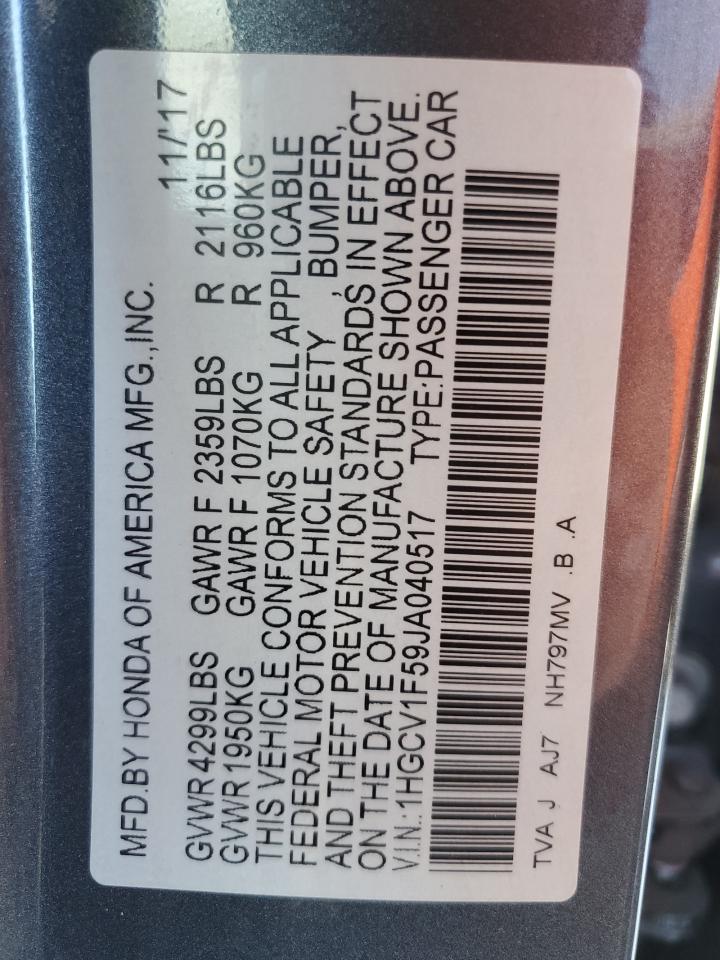 MFD.BY HONDA OF AMERICA MFG.,INC. 11/'17
GVWR 4299LBS GAWR F 2359LBS R 2116LBS
GVWR 1950KG GAWR F 1070KG R 960KG
THIS VEHICLE CONFORMS TO ALL APPLICABLE
FEDERAL MOTOR VEHICLE SAFETY , BUMPER,
AND THEFT PREVENTION STANDARDS IN EFFECT
ON THE DATE OF MANUFACTURE SHOWN ABOVE.
V.I.N.:1HGCV1F59JA040517 TYPE:PASSENGER CAR
TVA J AJ7 NH797MV .B .A